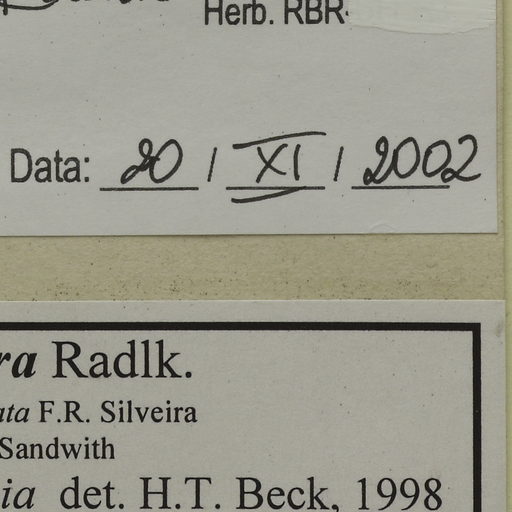 Herb. RBR
Data: 20 / XI / 2002
ra Radlk.
ata F.R. Silveira
Sandwith
ia det. H.T. Beck, 1998